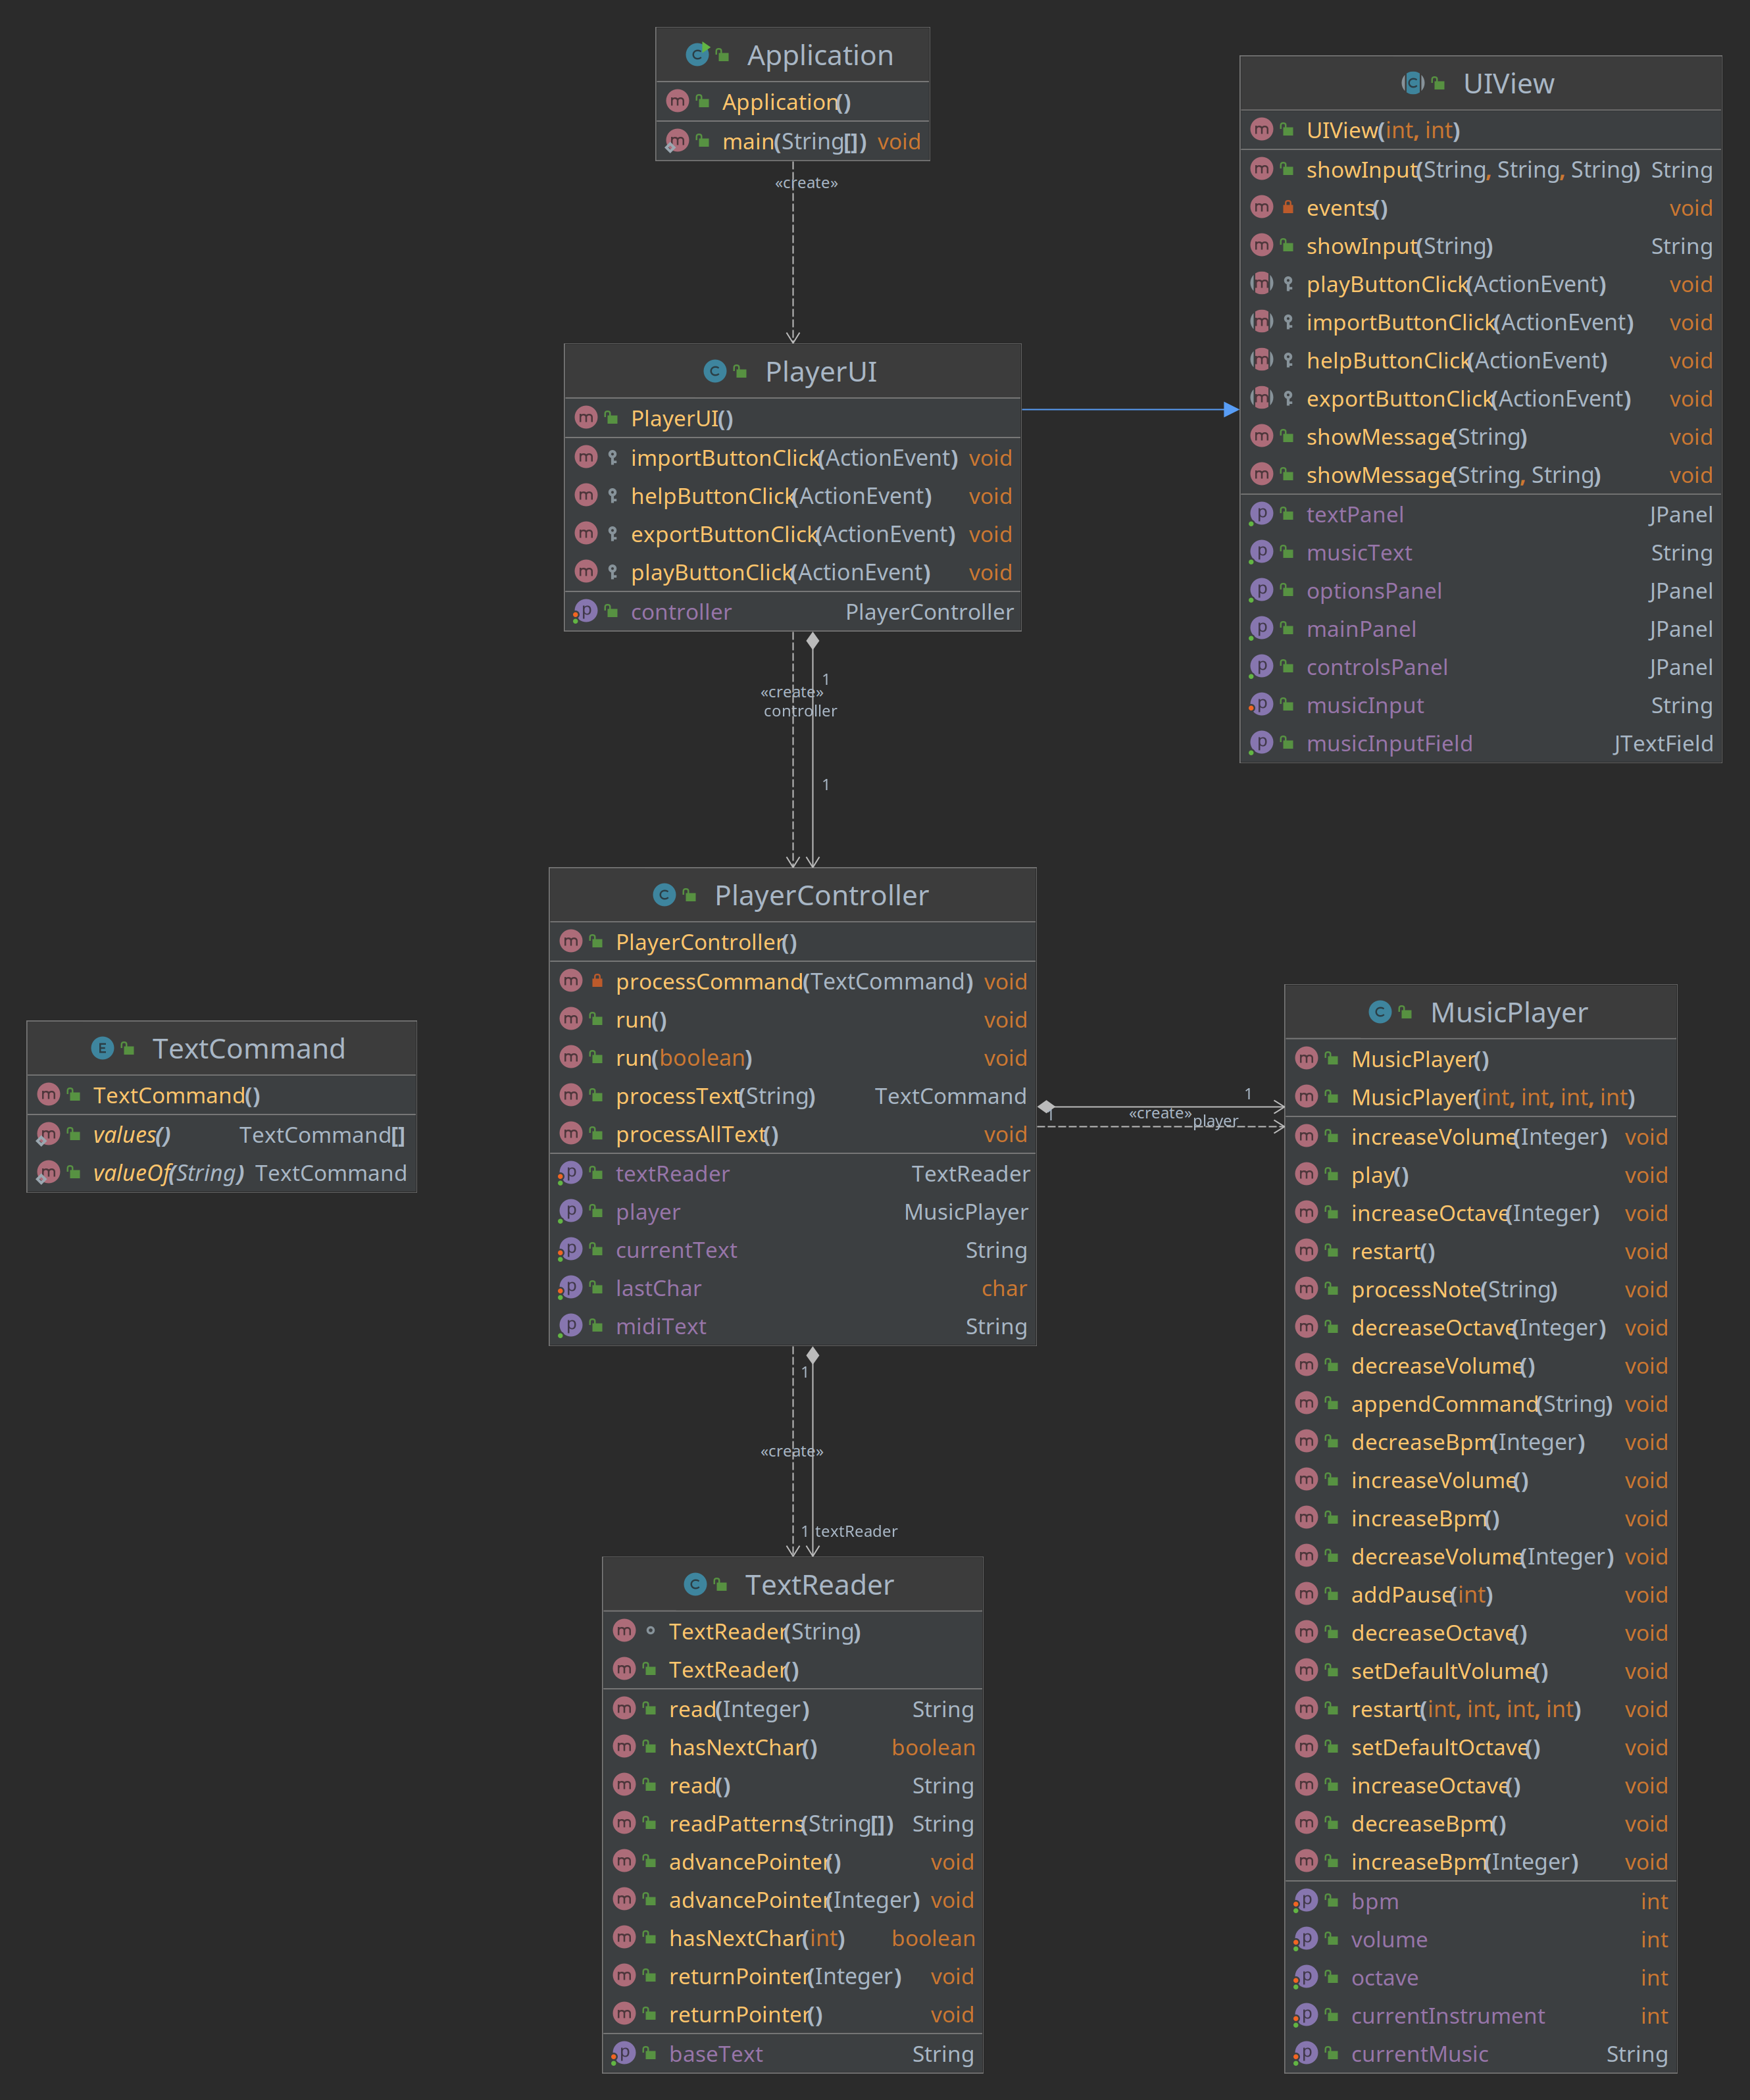 Application
Application()
main(String[]) void
«create»
UIView
UIView(int, int)
showInput(String, String, String) String
events() void
showInput(String) String
playButtonClick(ActionEvent) void
importButtonClick(ActionEvent) void
helpButtonClick(ActionEvent) void
exportButtonClick(ActionEvent) void
showMessage(String) void
showMessage(String, String) void
textPanel JPanel
musicText String
optionsPanel JPanel
mainPanel JPanel
controlsPanel JPanel
musicInput String
musicInputField JTextField
PlayerUI
PlayerUI()
importButtonClick(ActionEvent) void
helpButtonClick(ActionEvent) void
exportButtonClick(ActionEvent) void
playButtonClick(ActionEvent) void
controller PlayerController
1
«create»
controller
1
PlayerController
PlayerController()
processCommand(TextCommand) void
run() void
run(boolean) void
processText(String) TextCommand
processAllText() void
textReader TextReader
player MusicPlayer
currentText String
lastChar char
midiText String
TextCommand
TextCommand()
values() TextCommand[]
valueOf(String) TextCommand
1
1
«create»
player
MusicPlayer
MusicPlayer()
MusicPlayer(int, int, int, int)
increaseVolume(Integer) void
play() void
increaseOctave(Integer) void
restart() void
processNote(String) void
decreaseOctave(Integer) void
decreaseVolume() void
appendCommand(String) void
decreaseBpm(Integer) void
increaseVolume() void
increaseBpm() void
decreaseVolume(Integer) void
addPause(int) void
decreaseOctave() void
setDefaultVolume() void
restart(int, int, int, int) void
setDefaultOctave() void
increaseOctave() void
decreaseBpm() void
increaseBpm(Integer) void
bpm int
volume int
octave int
currentInstrument int
currentMusic String
1
«create»
1 textReader
TextReader
TextReader(String)
TextReader()
read(Integer) String
hasNextChar() boolean
read() String
readPatterns(String[]) String
advancePointer() void
advancePointer(Integer) void
hasNextChar(int) boolean
returnPointer(Integer) void
returnPointer() void
baseText String